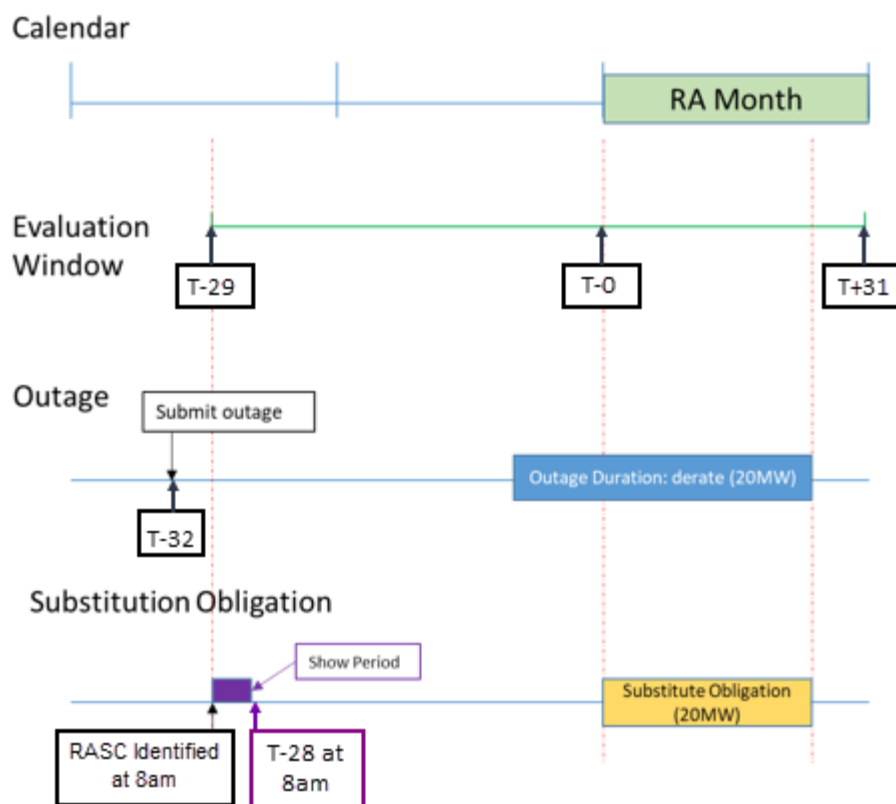 Calendar
RA Month
Evaluation
Window
T-29
T-0
T+31
Outage
Submit outage
Outage Duration: derate (20MW)
T-32
Substitution Obligation
Show Period
Substitute Obligation
(20MW)
RASC Identified
at 8am
T-28 at
8am